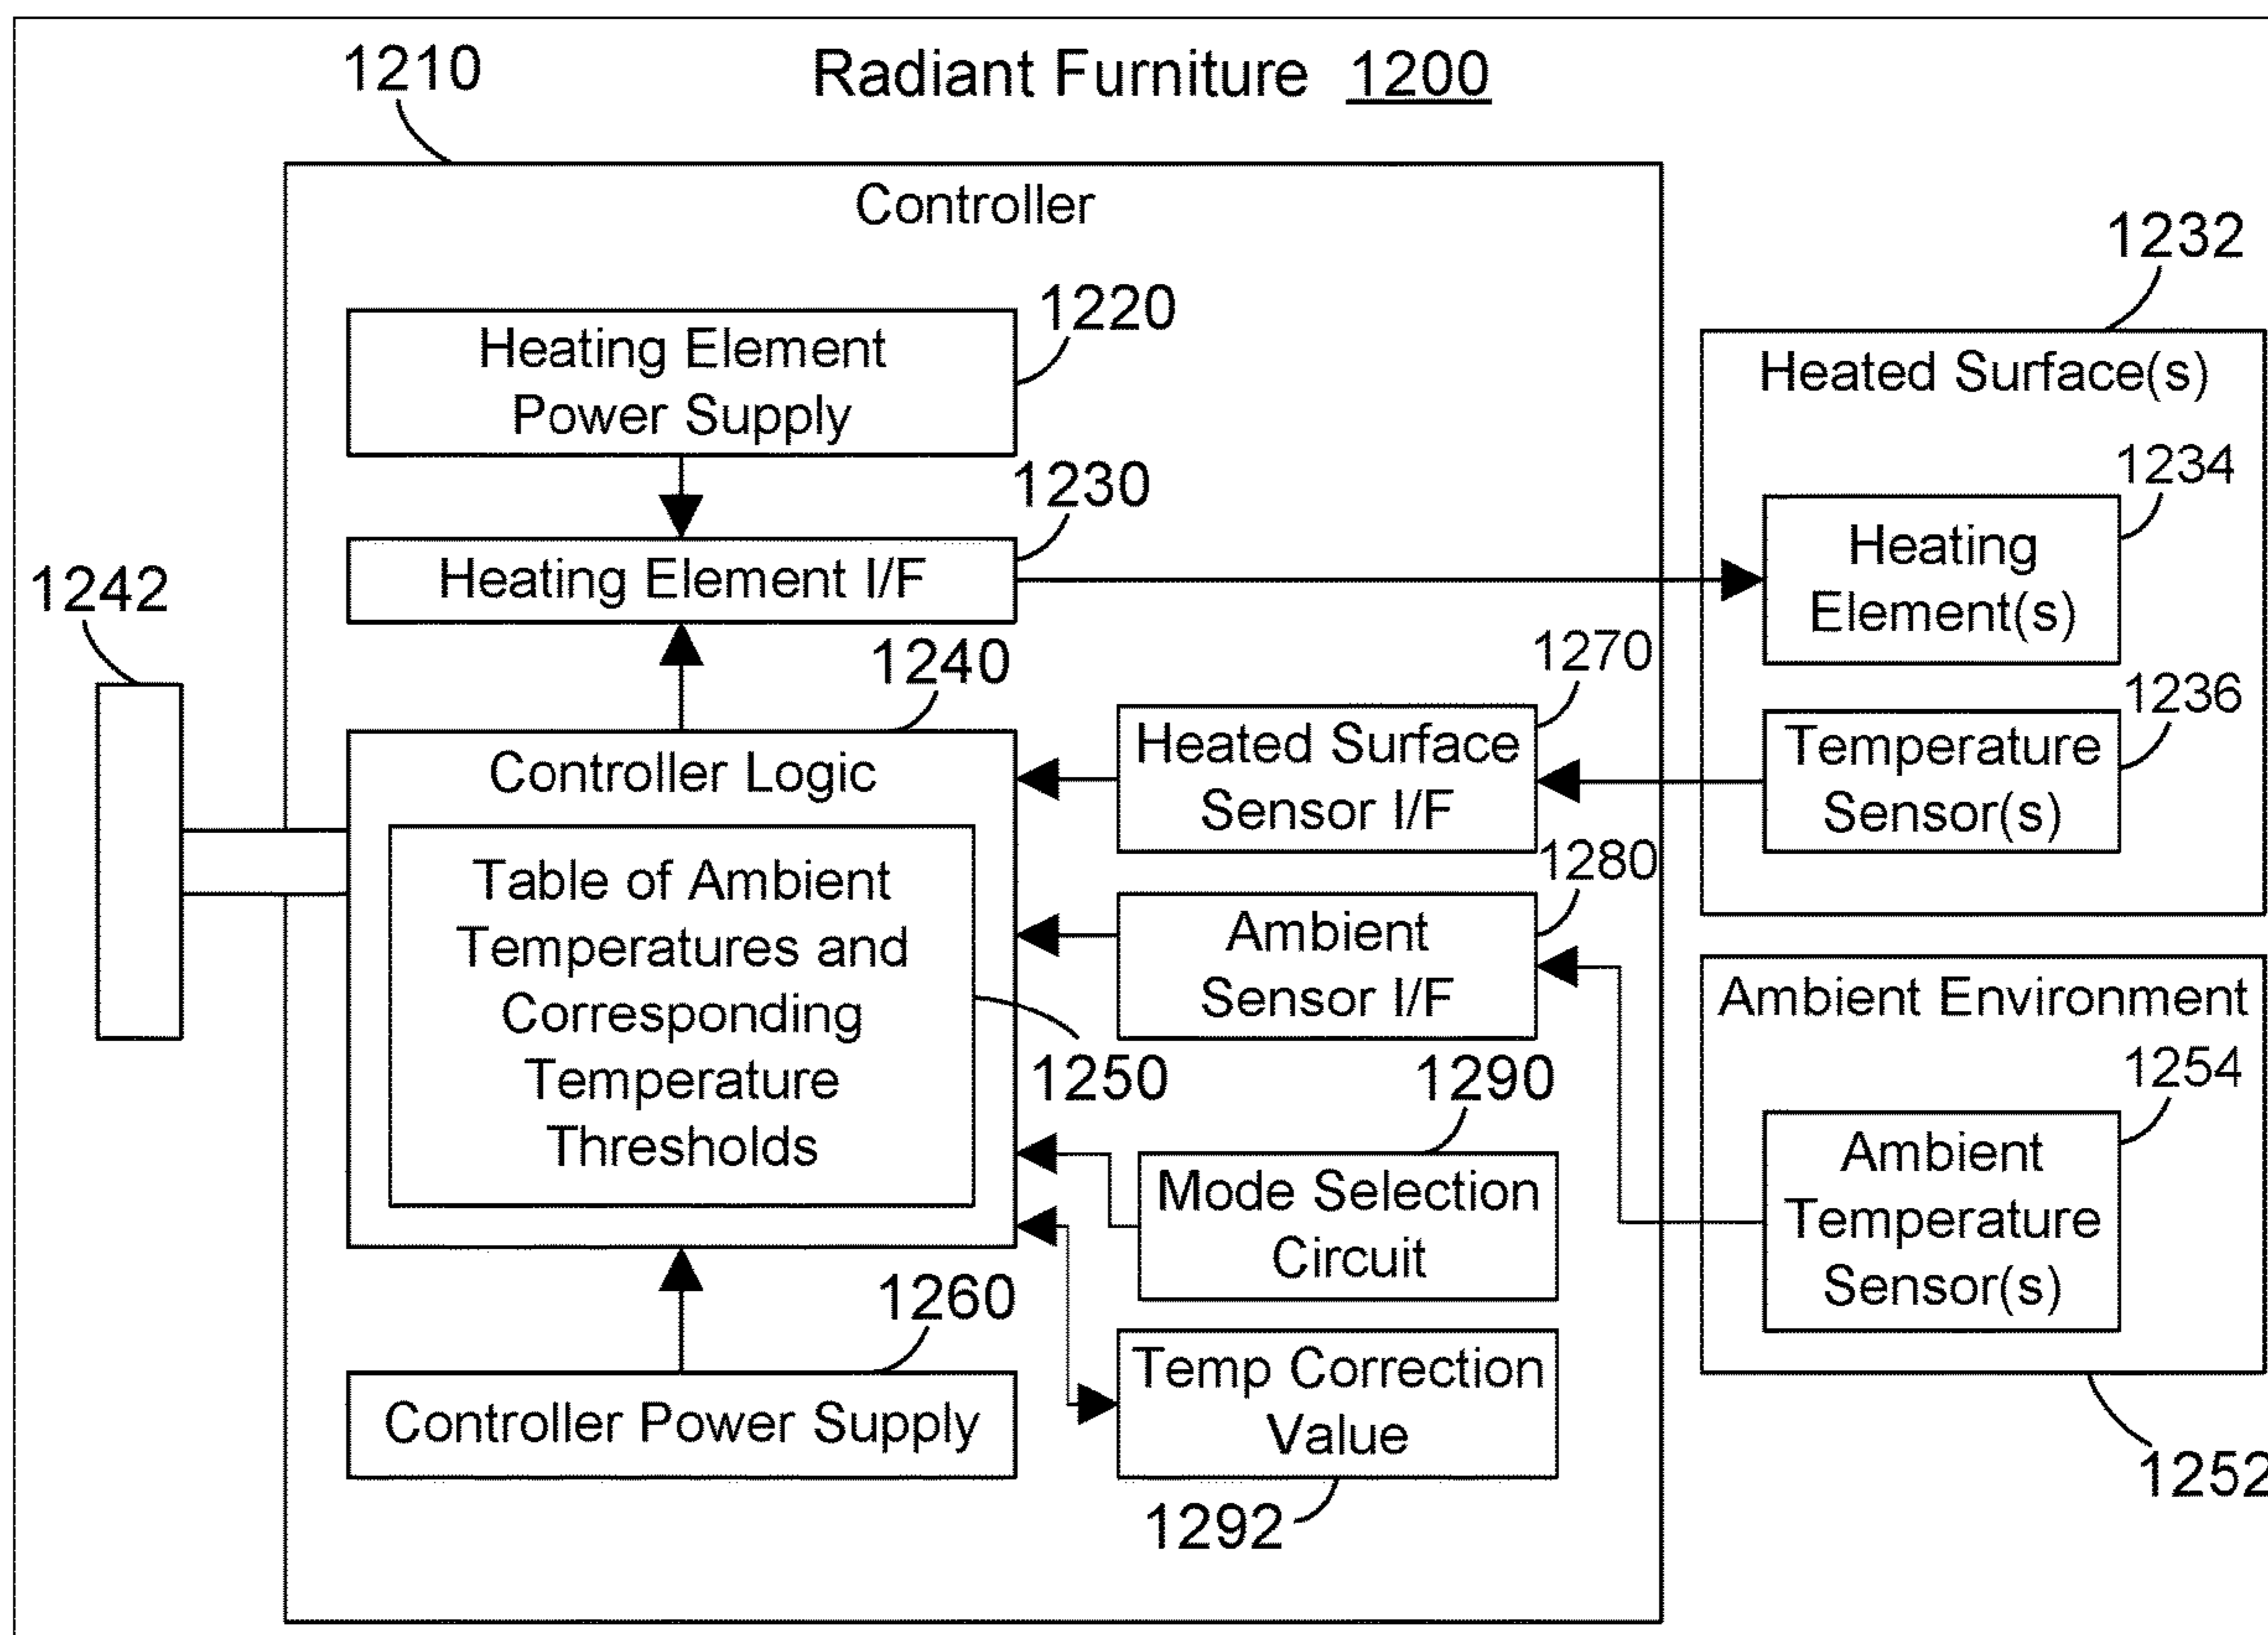 Radiant Furniture 1200
1210
Controller
1220
Heating Element
Power Supply
1230
Heating Element I/F
1232
Heated Surface(s)
1234
Heating
Element(s)
1236
Temperature
Sensor(s)
1242
1240
Controller Logic
Table of Ambient
Temperatures and
Corresponding
Temperature
Thresholds
1250
1270
Heated Surface
Sensor I/F
1280
Ambient
Sensor I/F
Ambient Environment
1254
Ambient
Temperature
Sensor(s)
1252
1290
Mode Selection
Circuit
1260
Controller Power Supply
Temp Correction
Value
1292